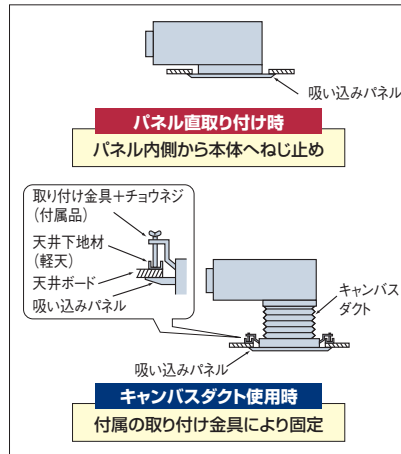 吸い込みパネル
パネル直取り付け時
パネル内側から本体へねじ止め
取り付け金具＋チョウネジ
（付属品）
天井下地材
（軽天）
天井ボード
吸い込みパネル
キャンバス
ダクト
吸い込みパネル
キャンバスダクト使用時
付属の取り付け金具により固定